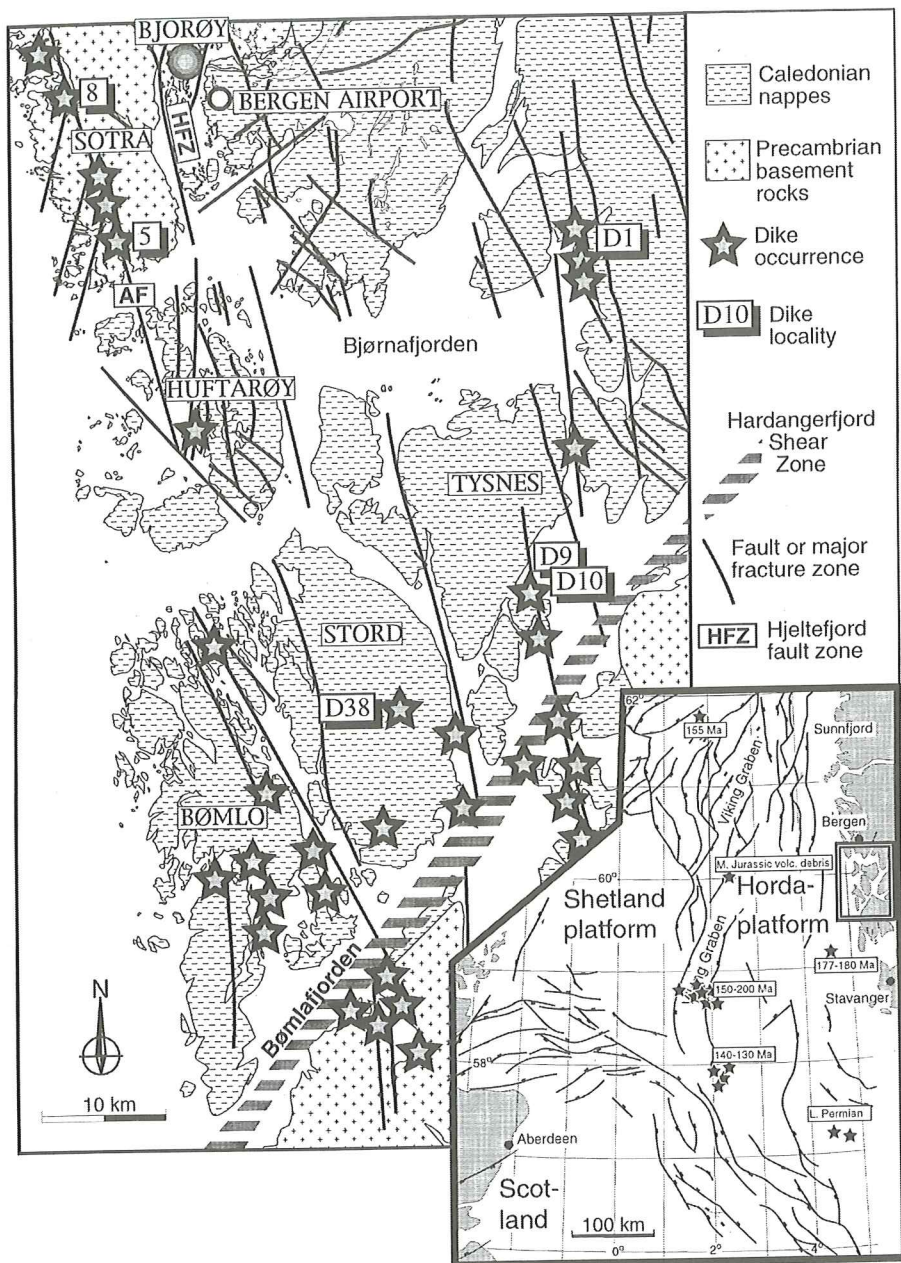 BJORØY
BERGEN AIRPORT
8
SOTRA
HFZ
5
AF
D1
Bjørnafjorden
HUFTARØY
TYSNES
D9
D10
STORD
D38
BØMLO
Bømlafjorden
N
10 km
Caledonian
nappes
Precambrian
basement
rocks
Dike
occurrence
D10
Dike
locality
Hardangerfjord
Shear
Zone
Fault or major
fracture zone
HFZ
Hjeltefjord
fault zone
62°
155 Ma
Sunnfjord
Viking Graben
Bergen
M. Jurassic volc. debris
60°
Shetland
platform
Horda-
platform
Viking Graben
177-180 Ma
150-200 Ma
Stavanger
140-130 Ma
58°
L. Permian
Aberdeen
Scot-
land
100 km
0°
2°
4°